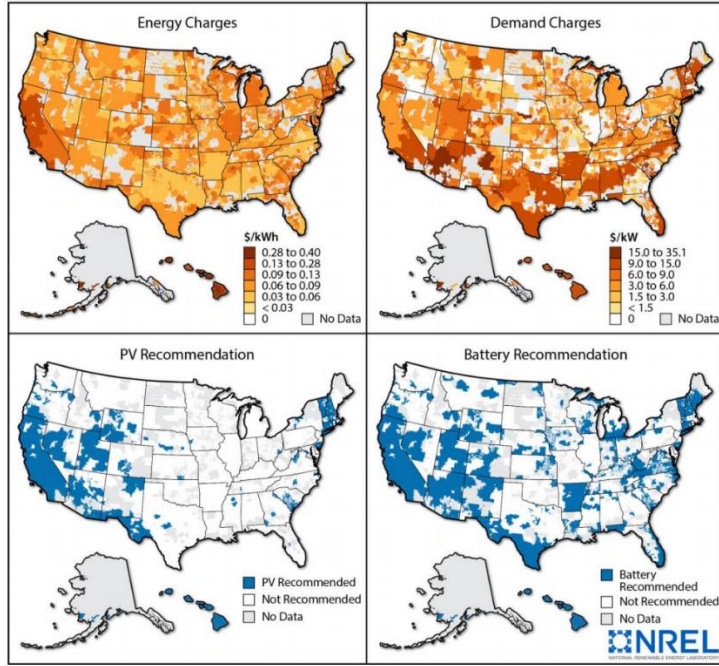 Energy Charges
$/kWh
0.28 to 0.40
0.13 to 0.28
0.09 to 0.13
0.06 to 0.09
0.03 to 0.06
< 0.03
0
No Data
Demand Charges
$/kW
15.0 to 35.1
9.0 to 15.0
6.0 to 9.0
3.0 to 6.0
1.5 to 3.0
< 1.5
0
No Data
PV Recommendation
PV Recommended
Not Recommended
No Data
Battery Recommendation
Battery
Recommended
Not Recommended
No Data
NREL
NATIONAL RENEWABLE ENERGY LABORATORY